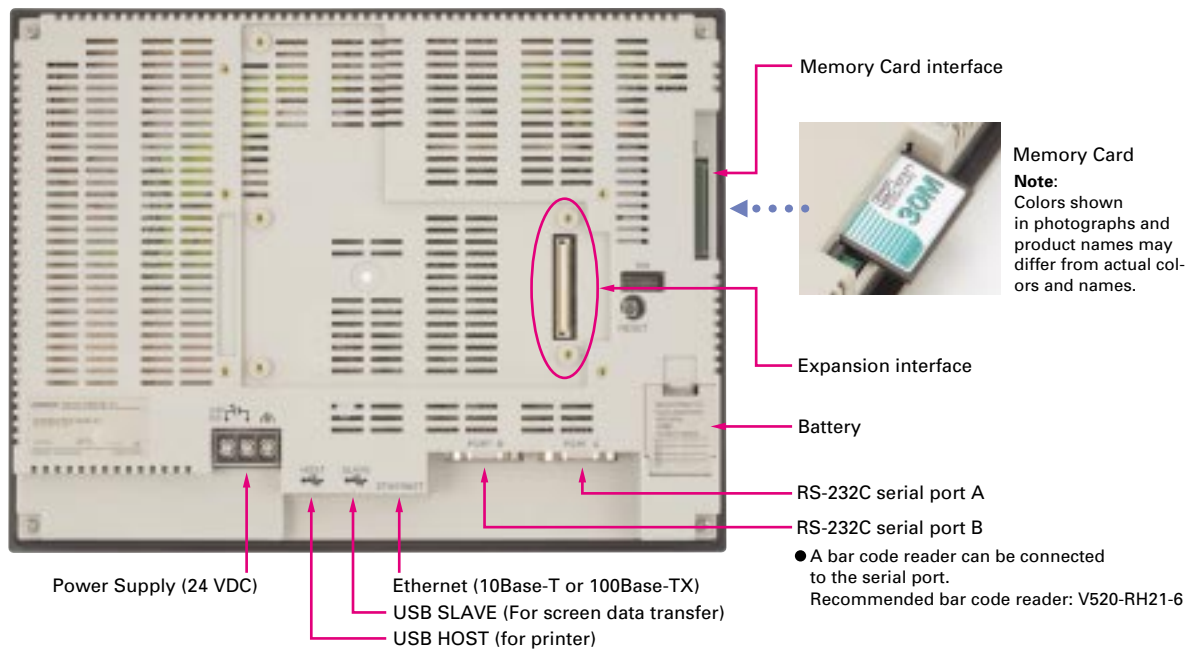 Memory Card interface
30M
Memory Card
Note:
Colors shown
in photographs and
product names may
differ from actual col-
ors and names.
RESET
Expansion interface
Battery
PORT B
PORT A
HOST
SLAVE
ETHERNET
RS-232C serial port A
RS-232C serial port B
● A bar code reader can be connected
to the serial port.
Recommended bar code reader: V520-RH21-6
Power Supply (24 VDC)
Ethernet (10Base-T or 100Base-TX)
USB SLAVE (For screen data transfer)
USB HOST (for printer)